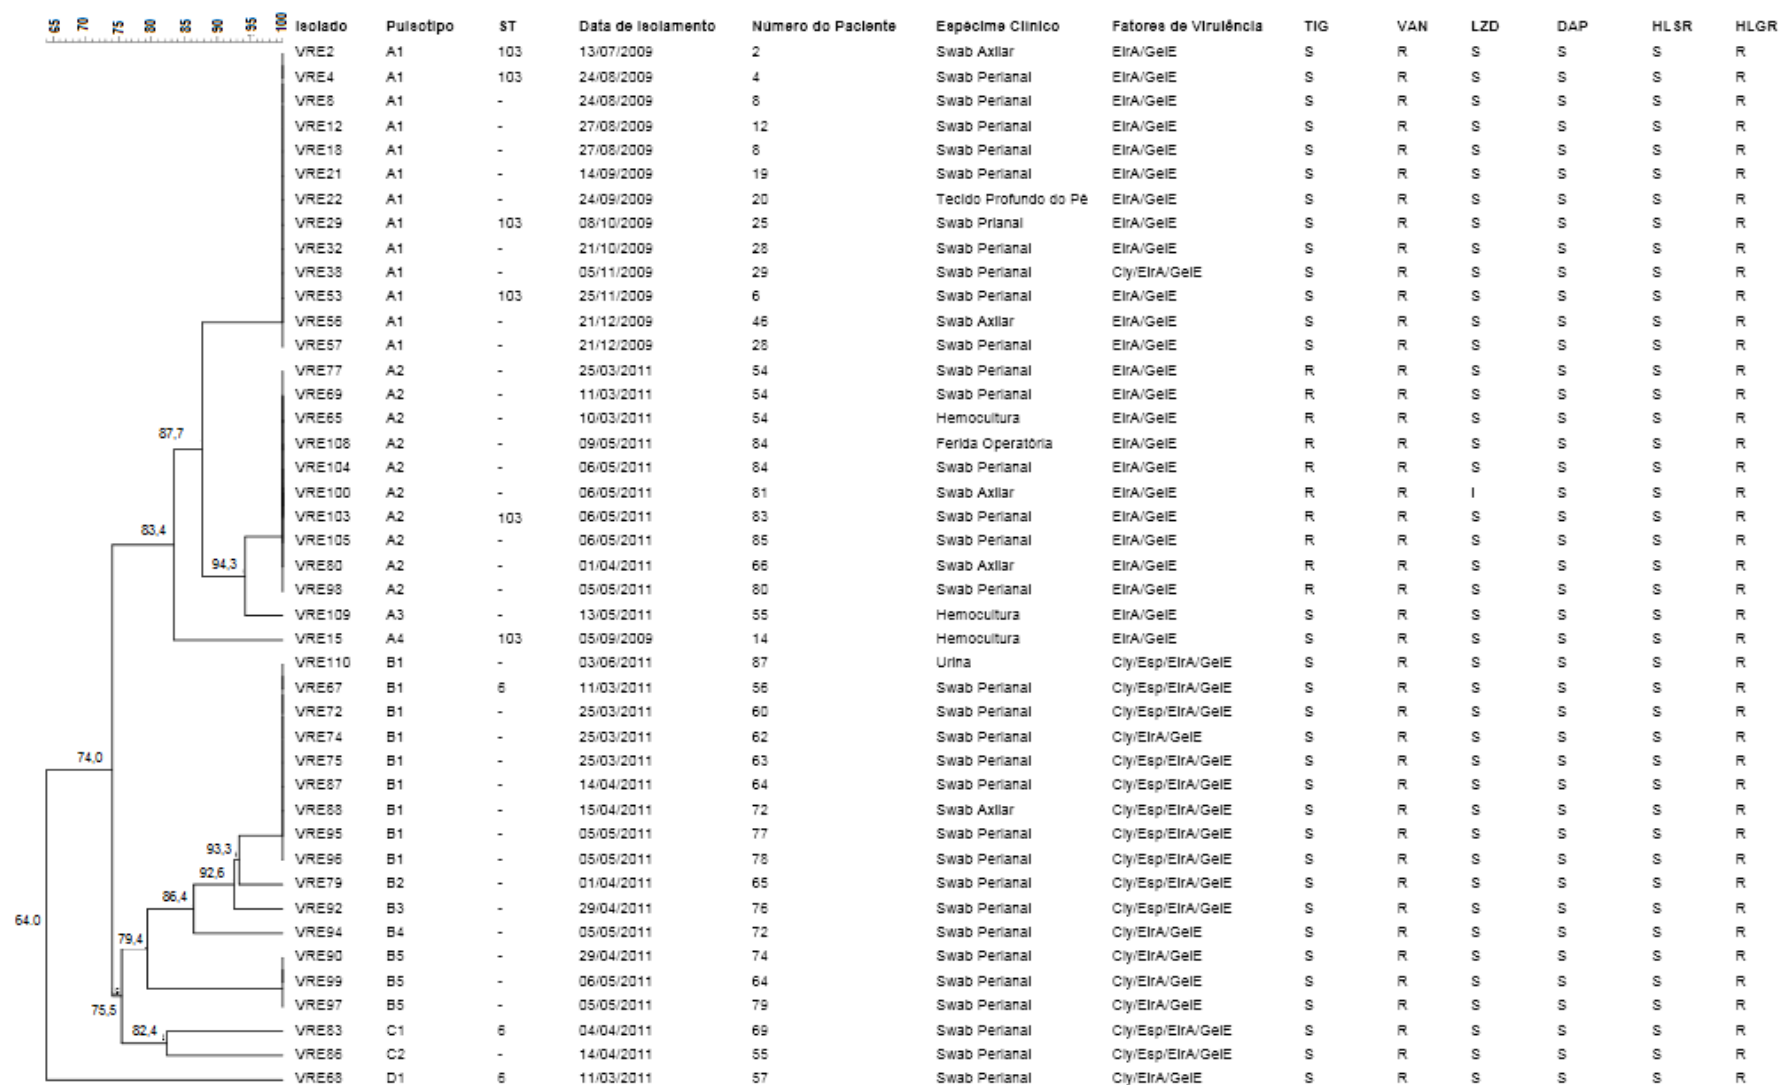 65 70 75 80 85 90 95 100 Isolado Pulsotipo ST Data de Isolamento Número do Paciente Espécime Clínico Fatores de Virulência TIG VAN LZD DAP HLSR HLGR
VRE2 A1 103 13/07/2009 2 Swab Axilar ElrA/GelE S R S S S R
VRE4 A1 103 24/08/2009 4 Swab Perianal ElrA/GelE S R S S S R
VRE8 A1 - 24/08/2009 8 Swab Perianal ElrA/GelE S R S S S R
VRE12 A1 - 27/08/2009 12 Swab Perianal ElrA/GelE S R S S S R
VRE18 A1 - 27/08/2009 8 Swab Perianal ElrA/GelE S R S S S R
VRE21 A1 - 14/09/2009 19 Swab Perianal ElrA/GelE S R S S S R
VRE22 A1 - 24/09/2009 20 Tecido Profundo do Pé ElrA/GelE S R S S S R
VRE29 A1 103 08/10/2009 25 Swab Prianal ElrA/GelE S R S S S R
VRE32 A1 - 21/10/2009 28 Swab Perianal ElrA/GelE S R S S S R
VRE38 A1 - 05/11/2009 29 Swab Perianal Cly/ElrA/GelE S R S S S R
VRE53 A1 103 25/11/2009 6 Swab Perianal ElrA/GelE S R S S S R
VRE56 A1 - 21/12/2009 46 Swab Axilar ElrA/GelE S R S S S R
VRE57 A1 - 21/12/2009 28 Swab Perianal ElrA/GelE S R S S S R
VRE77 A2 - 25/03/2011 54 Swab Perianal ElrA/GelE R R S S S R
VRE69 A2 - 11/03/2011 54 Swab Perianal ElrA/GelE R R S S S R
VRE65 A2 - 10/03/2011 54 Hemocultura ElrA/GelE R R S S S R
87,7 VRE108 A2 - 09/05/2011 84 Ferida Operatória ElrA/GelE R R S S S R
VRE104 A2 - 06/05/2011 84 Swab Perianal ElrA/GelE R R S S S R
VRE100 A2 - 06/05/2011 81 Swab Axilar ElrA/GelE R R I S S R
83,4 VRE103 A2 103 06/05/2011 83 Swab Perianal ElrA/GelE R R S S S R
VRE105 A2 - 06/05/2011 85 Swab Perianal ElrA/GelE R R S S S R
94,3 VRE80 A2 - 01/04/2011 66 Swab Axilar ElrA/GelE R R S S S R
VRE98 A2 - 05/05/2011 80 Swab Perianal ElrA/GelE R R S S S R
VRE109 A3 - 13/05/2011 55 Hemocultura ElrA/GelE S R S S S R
VRE15 A4 103 05/09/2009 14 Hemocultura ElrA/GelE S R S S S R
VRE110 B1 - 03/06/2011 87 Urina Cly/Esp/ElrA/GelE S R S S S R
VRE67 B1 6 11/03/2011 56 Swab Perianal Cly/Esp/ElrA/GelE S R S S S R
VRE72 B1 - 25/03/2011 60 Swab Perianal Cly/Esp/ElrA/GelE S R S S S R
VRE74 B1 - 25/03/2011 62 Swab Perianal Cly/ElrA/GelE S R S S S R
74,0 VRE75 B1 - 25/03/2011 63 Swab Perianal Cly/Esp/ElrA/GelE S R S S S R
VRE87 B1 - 14/04/2011 64 Swab Perianal Cly/Esp/ElrA/GelE S R S S S R
VRE88 B1 - 15/04/2011 72 Swab Axilar Cly/Esp/ElrA/GelE S R S S S R
VRE95 B1 - 05/05/2011 77 Swab Perianal Cly/Esp/ElrA/GelE S R S S S R
93,3 VRE96 B1 - 05/05/2011 78 Swab Perianal Cly/Esp/ElrA/GelE S R S S S R
92,6 VRE79 B2 - 01/04/2011 65 Swab Perianal Cly/Esp/ElrA/GelE S R S S S R
86,4 VRE92 B3 - 29/04/2011 76 Swab Perianal Cly/Esp/ElrA/GelE S R S S S R
64.0 VRE94 B4 - 05/05/2011 72 Swab Perianal Cly/ElrA/GelE S R S S S R
79,4 VRE90 B5 - 29/04/2011 74 Swab Perianal Cly/ElrA/GelE S R S S S R
VRE99 B5 - 06/05/2011 64 Swab Perianal Cly/ElrA/GelE S R S S S R
75,5 VRE97 B5 - 05/05/2011 79 Swab Perianal Cly/ElrA/GelE S R S S S R
82,4 VRE83 C1 6 04/04/2011 69 Swab Perianal Cly/Esp/ElrA/GelE S R S S S R
VRE86 C2 - 14/04/2011 55 Swab Perianal Cly/Esp/ElrA/GelE S R S S S R
VRE68 D1 6 11/03/2011 57 Swab Perianal Cly/ElrA/GelE S R S S S R